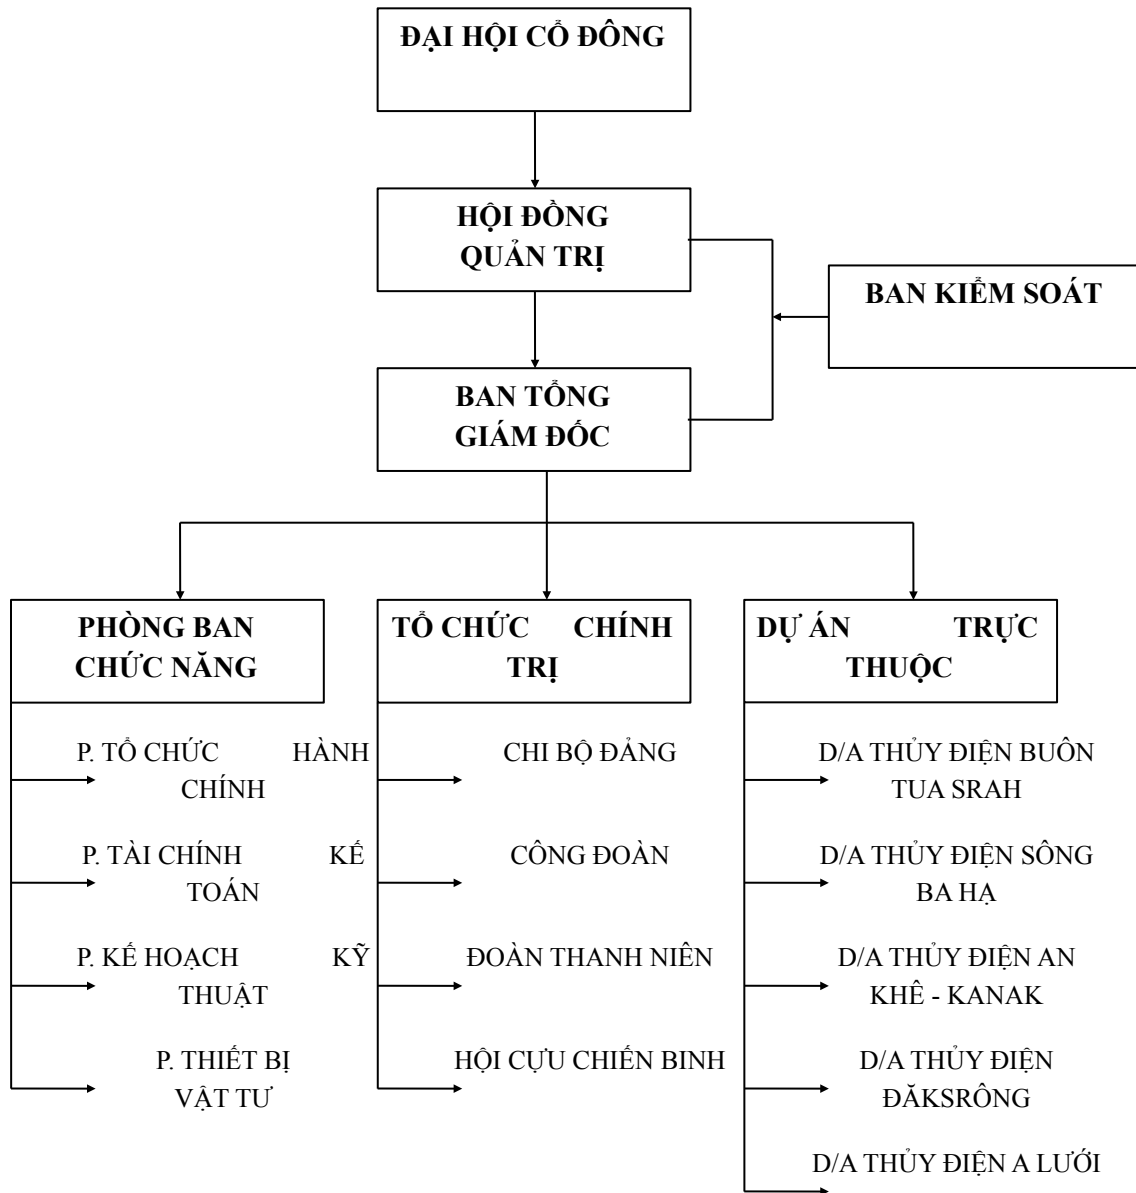 ĐẠI HỘI CỔ ĐÔNG
HỘI ĐỒNG
QUẢN TRỊ
BAN KIỂM SOÁT
BAN TỔNG
GIÁM ĐỐC
PHÒNG BAN
CHỨC NĂNG
TỔ CHỨC CHÍNH
TRỊ
DỰ ÁN TRỰC
THUỘC
P. TỔ CHỨC HÀNH
CHÍNH
P. TÀI CHÍNH KẾ
TOÁN
P. KẾ HOẠCH KỸ
THUẬT
P. THIẾT BỊ
VẬT TƯ
CHI BỘ ĐẢNG
CÔNG ĐOÀN
ĐOÀN THANH NIÊN
HỘI CỰU CHIẾN BINH
D/A THỦY ĐIỆN BUÔN
TUA SRAH
D/A THỦY ĐIỆN SÔNG
BA HẠ
D/A THỦY ĐIỆN AN
KHÊ - KANAK
D/A THỦY ĐIỆN
ĐĂKSRÔNG
D/A THỦY ĐIỆN A LƯỚI